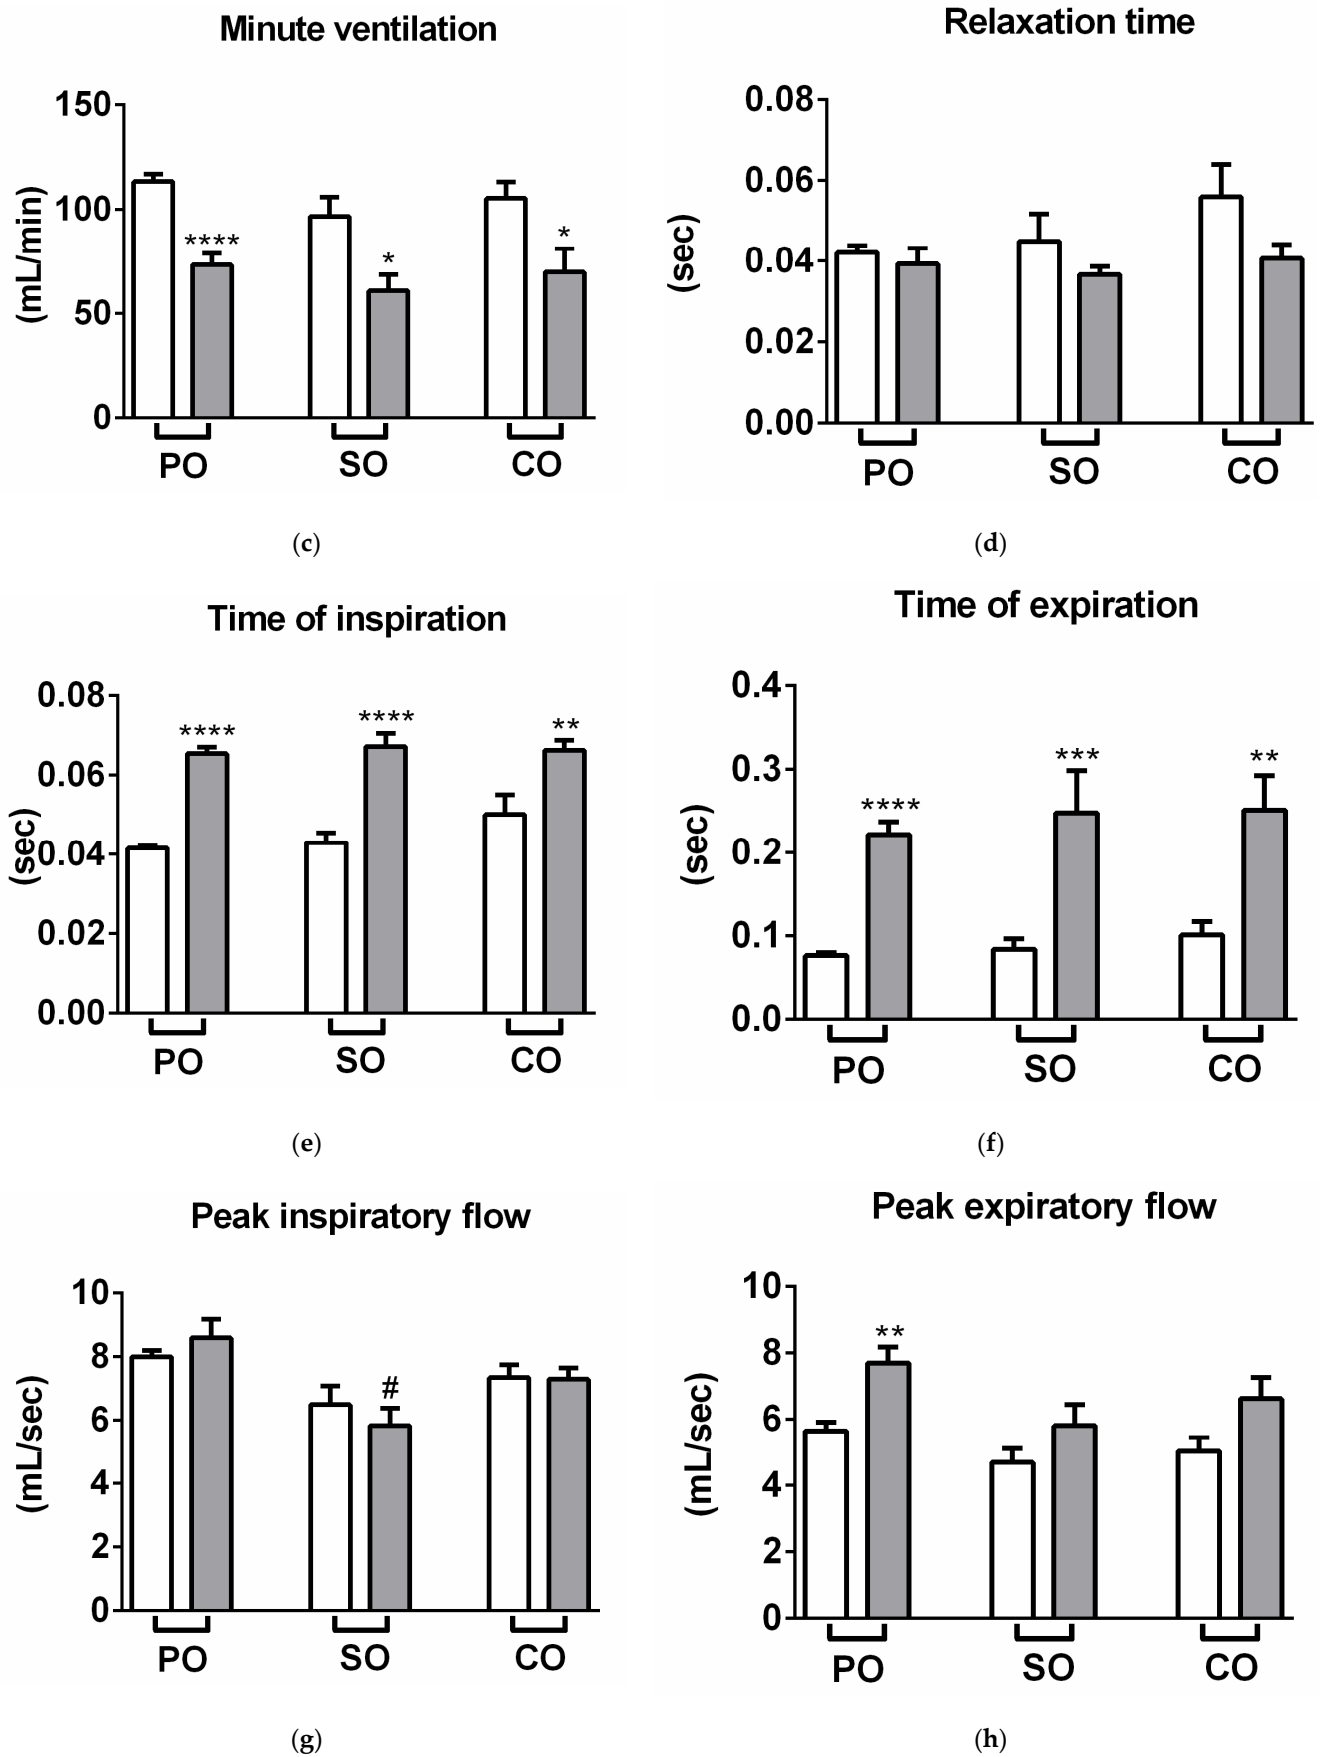 Minute ventilation
150
100
50
0
(mL/min)
****
*
*
PO SO CO
(c)
Relaxation time
0.08
0.06
0.04
0.02
0.00
(sec)
PO SO CO
(d)
Time of inspiration
0.08
0.06
0.04
0.02
0.00
(sec)
****
****
**
PO SO CO
(e)
Time of expiration
0.4
0.3
0.2
0.1
0.0
(sec)
****
***
**
PO SO CO
(f)
Peak inspiratory flow
10
8
6
4
2
0
(mL/sec)
#
PO SO CO
(g)
Peak expiratory flow
10
8
6
4
2
0
(mL/sec)
**
PO SO CO
(h)